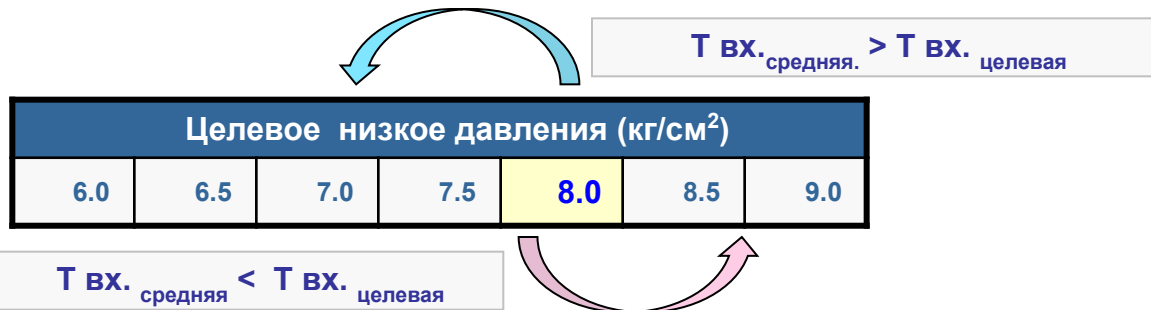 Т вх.средняя. > Т вх. целевая
Целевое низкое давления (кг/см2)
6.0 6.5 7.0 7.5 8.0 8.5 9.0
Т вх. средняя < Т вх. целевая